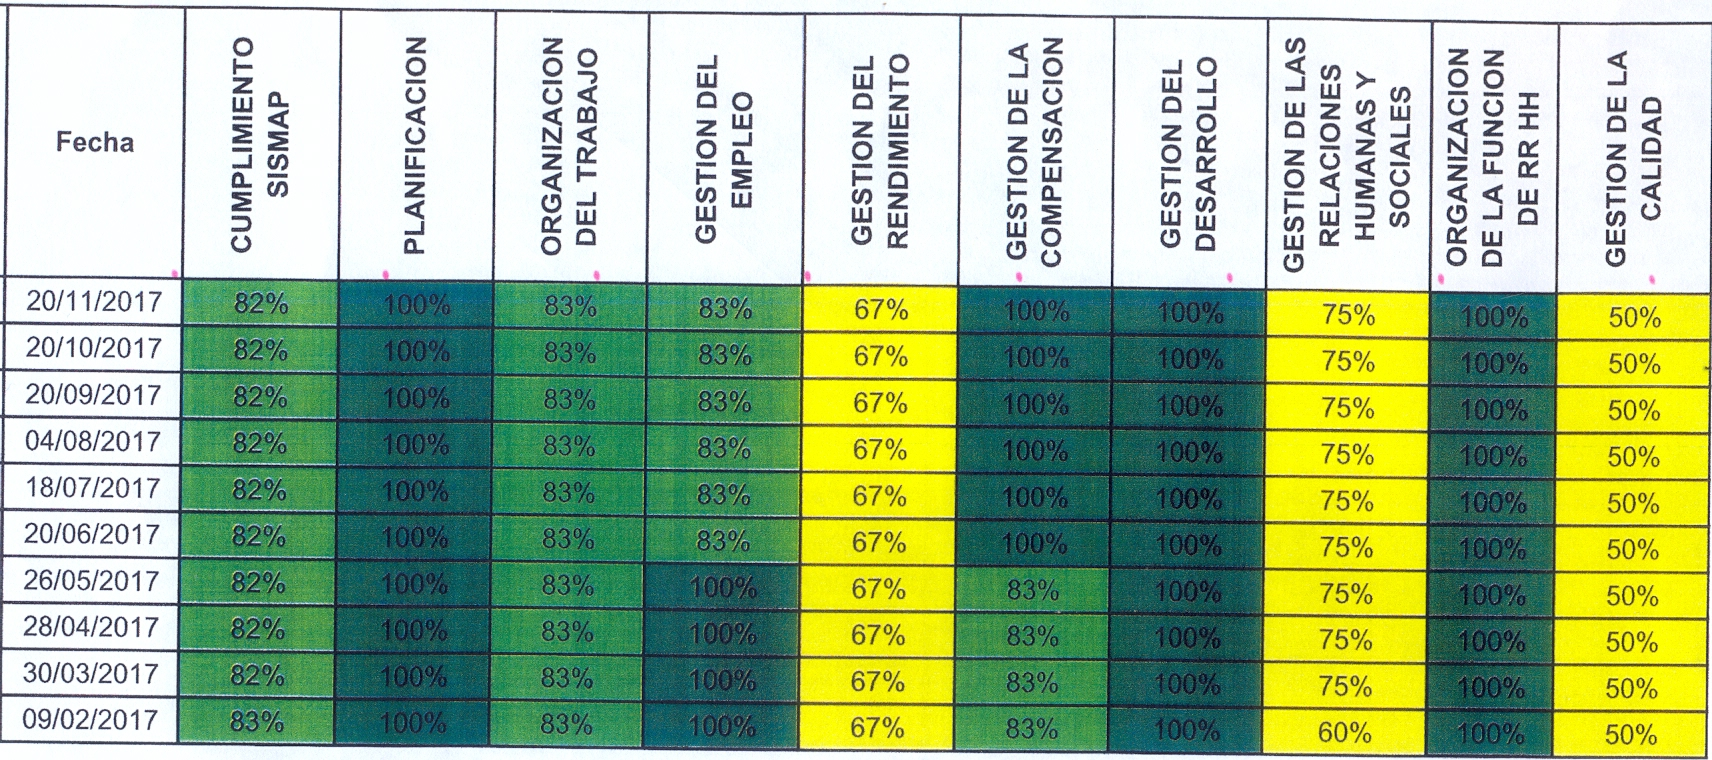 Fecha
CUMPLIMIENTO
SISMAP
PLANIFICACION
ORGANIZACION
DEL TRABAJO
GESTION DEL
EMPLEO
GESTION DEL
RENDIMIENTO
GESTION DE LA
COMPENSACION
GESTION DEL
DESARROLLO
GESTION DE LAS
RELACIONES
HUMANAS Y
SOCIALES
ORGANIZACION
DE LA FUNCION
DE RR HH
GESTION DE LA
CALIDAD
20/11/2017 82% 100% 83% 83% 67% 100% 100% 75% 100% 50%
20/10/2017 82% 100% 83% 83% 67% 100% 100% 75% 100% 50%
20/09/2017 82% 100% 83% 83% 67% 100% 100% 75% 100% 50%
04/08/2017 82% 100% 83% 83% 67% 100% 100% 75% 100% 50%
18/07/2017 82% 100% 83% 83% 67% 100% 100% 75% 100% 50%
20/06/2017 82% 100% 83% 83% 67% 100% 100% 75% 100% 50%
26/05/2017 82% 100% 83% 100% 67% 83% 100% 75% 100% 50%
28/04/2017 82% 100% 83% 100% 67% 83% 100% 75% 100% 50%
30/03/2017 82% 100% 83% 100% 67% 83% 100% 75% 100% 50%
09/02/2017 83% 100% 83% 100% 67% 83% 100% 60% 100% 50%